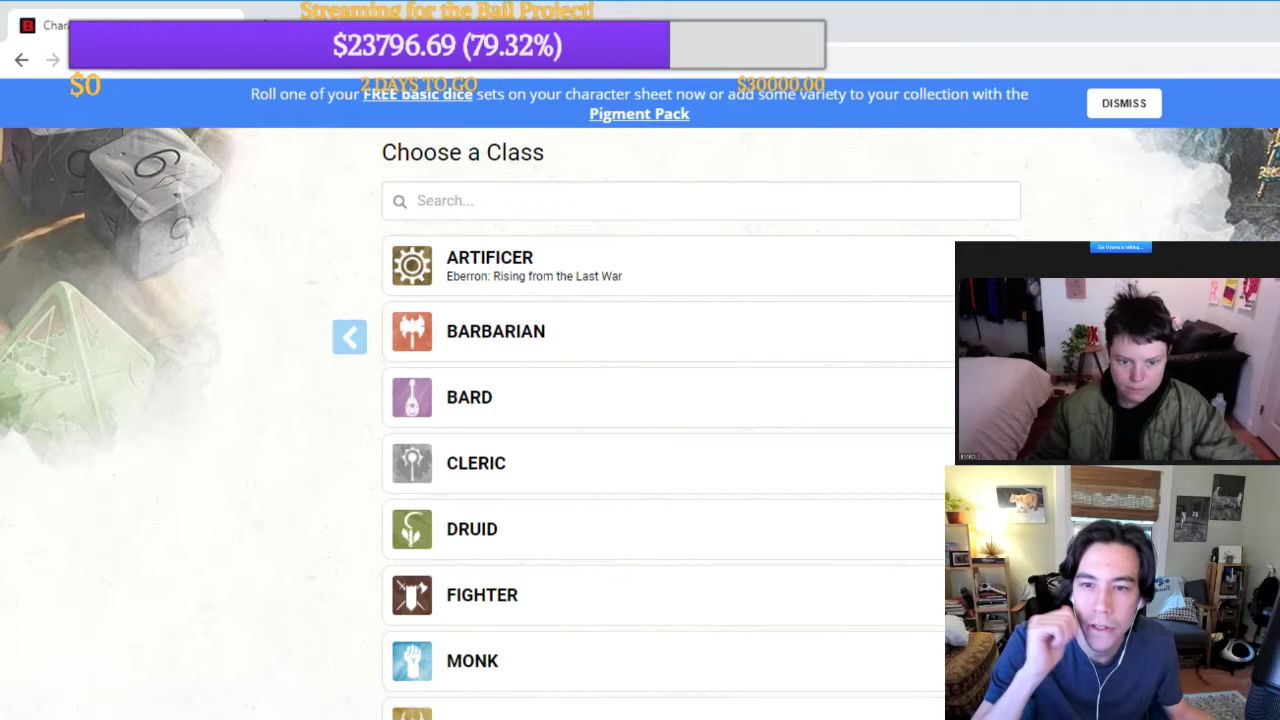 Streaming for the Bail Project!
Char
$23796.69 (79.32%)
$0
2 DAYS TO GO
$30000.00
Roll one of your FREE basic dice sets on your character sheet now or add some variety to your collection with the
Pigment Pack
DISMISS
Choose a Class
Search...
ARTIFICER
Eberron: Rising from the Last War
BARBARIAN
BARD
CLERIC
DRUID
FIGHTER
MONK